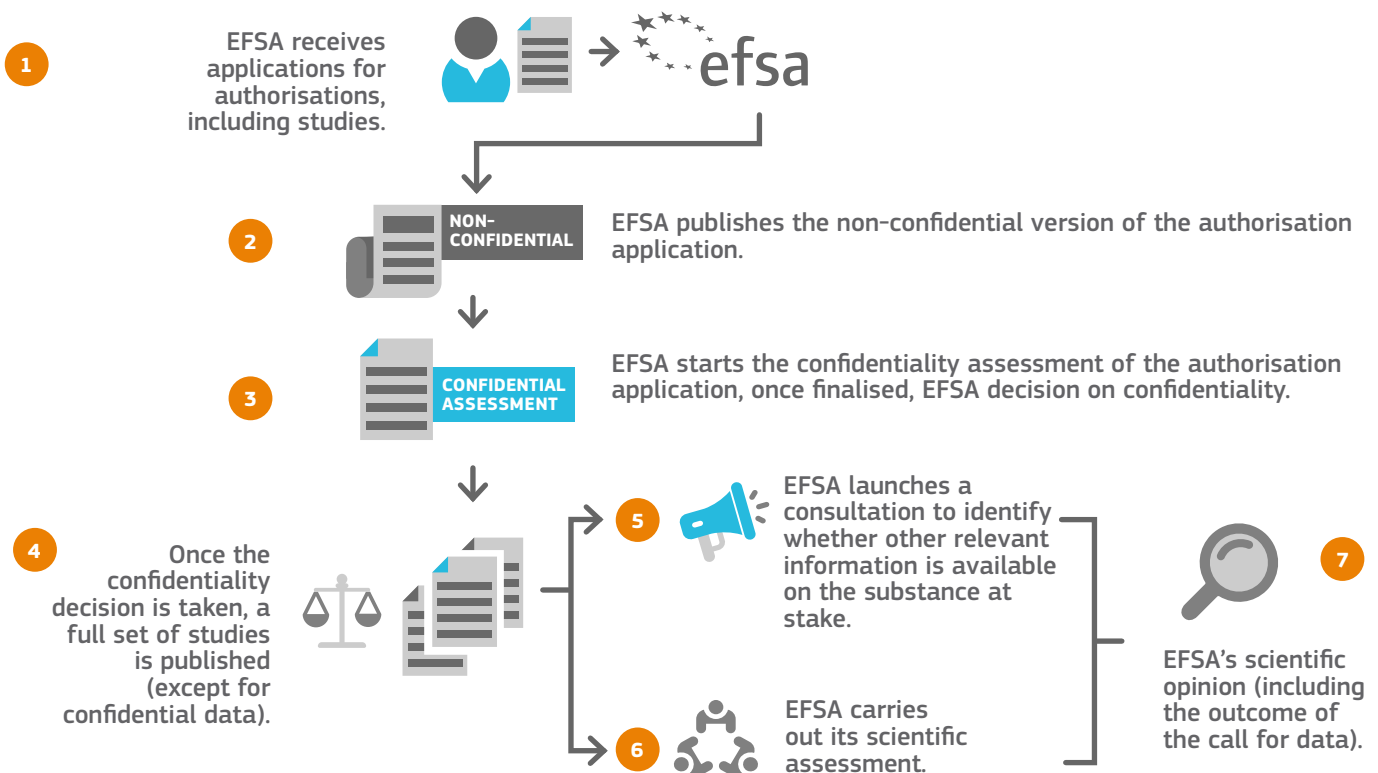 1
EFSA receives
applications for
authorisations,
including studies.
efsa
2
NON-
CONFIDENTIAL
EFSA publishes the non-confidential version of the authorisation
application.
3
CONFIDENTIAL
ASSESSMENT
EFSA starts the confidentiality assessment of the authorisation
application, once finalised, EFSA decision on confidentiality.
4
Once the
confidentiality
decision is taken, a
full set of studies
is published
(except for
confidential data).
5
EFSA launches a
consultation to identify
whether other relevant
information is available
on the substance at
stake.
6
EFSA carries
out its scientific
assessment.
7
EFSA’s scientific
opinion (including
the outcome of
the call for data).